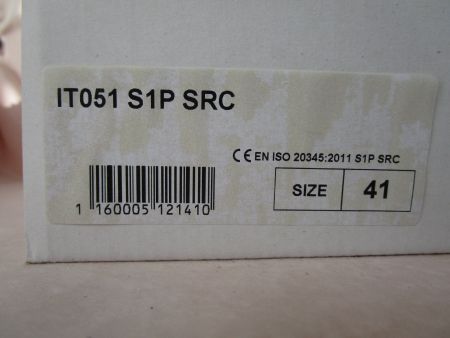 IT051 S1P SRC
CE EN ISO 20345:2011 S1P SRC
SIZE 41
1 160005 121410